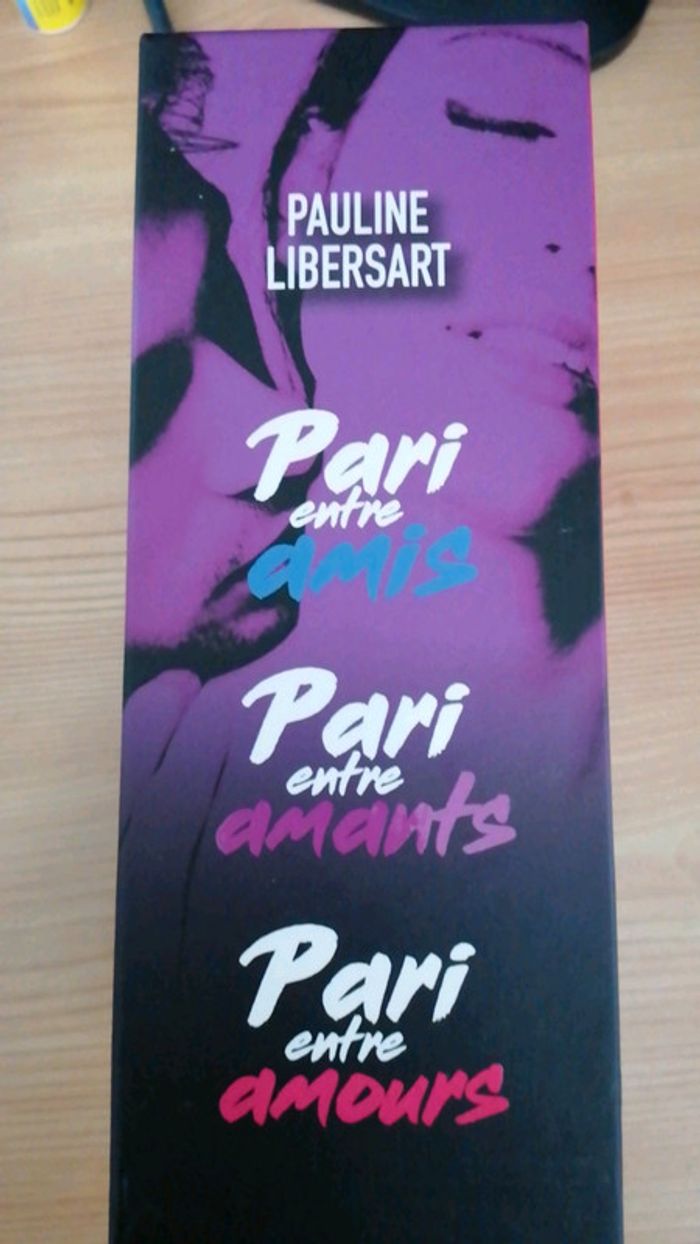 PAULINE
LIBERSART
Pari
entre
amis
Pari
entre
amants
Pari
entre
amours